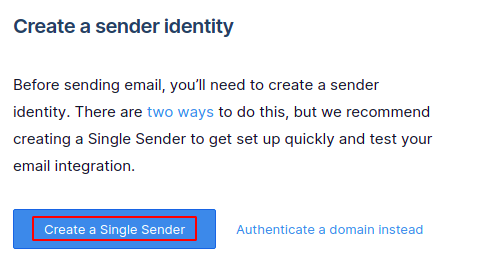 Create a sender identity
Before sending email, you’ll need to create a sender
identity. There are two ways to do this, but we recommend
creating a Single Sender to get set up quickly and test your
email integration.
Create a Single Sender
Authenticate a domain instead